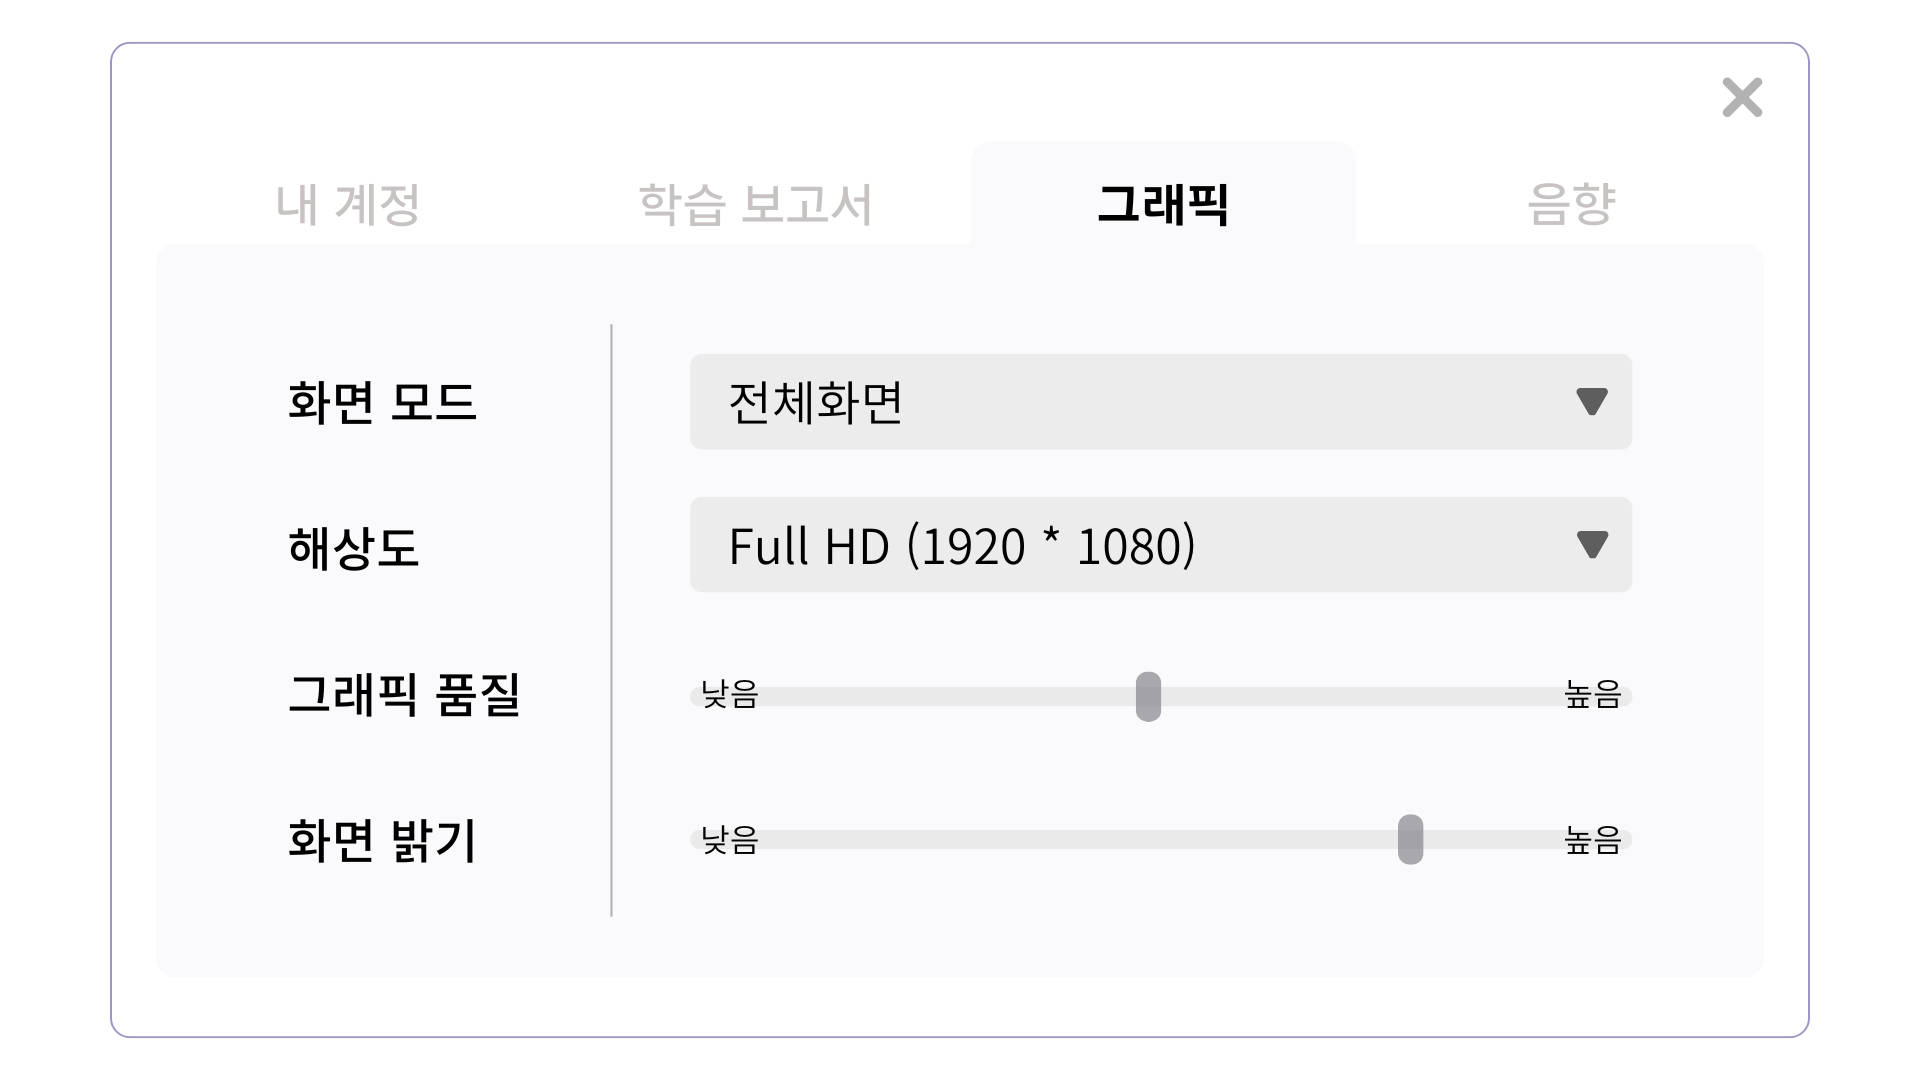 내 계정
학습 보고서
그래픽
음향
화면 모드
전체화면
해상도
Full HD (1920 * 1080)
그래픽 품질
낮음
높음
화면 밝기
낮음
높음